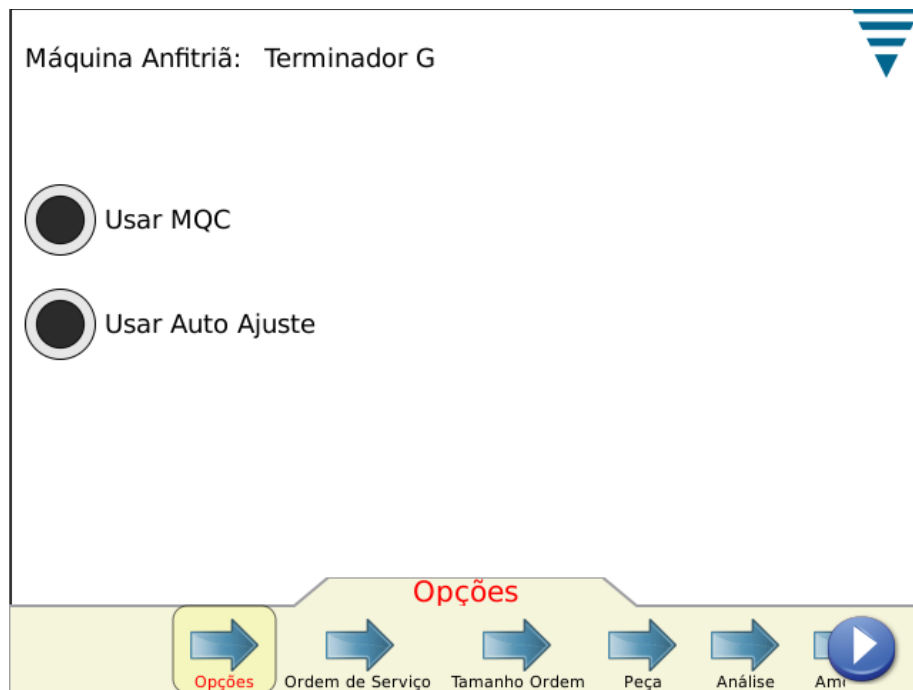 Máquina Anfitriã: Terminador G
Usar MQC
Usar Auto Ajuste
Opções
Opções Ordem de Serviço Tamanho Ordem Peça Análise